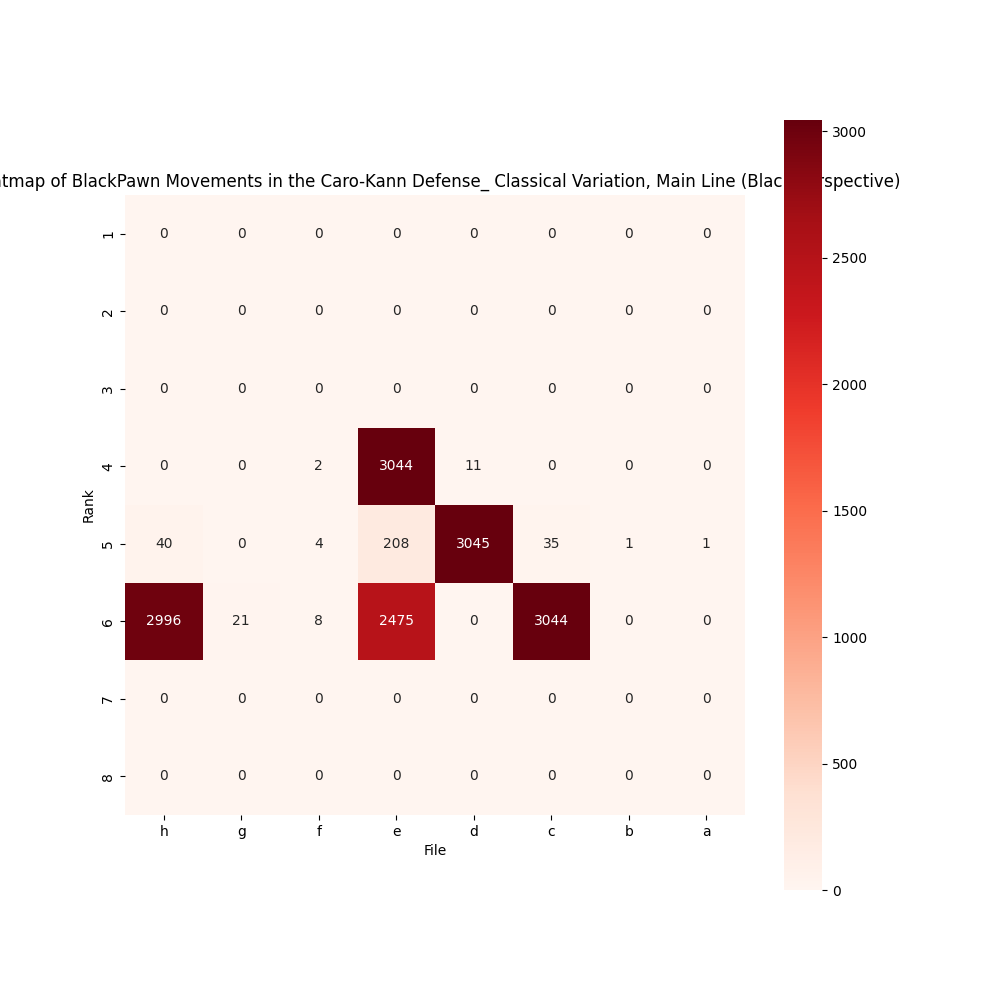 tmap of BlackPawn Movements in the Caro-Kann Defense_ Classical Variation, Main Line (Blac rspective)
3000
2500
2000
1500
1000
500
0
Rank
1 0 0 0 0 0 0 0 0
2 0 0 0 0 0 0 0 0
3 0 0 0 0 0 0 0 0
4 0 0 2 3044 11 0 0 0
5 40 0 4 208 3045 35 1 1
6 2996 21 8 2475 0 3044 0 0
7 0 0 0 0 0 0 0 0
8 0 0 0 0 0 0 0 0
h g f e d c b a
File